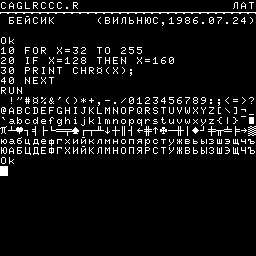 CAGLRCCC.R ЛАТ
БЕЙСИК (ВИЛЬНЮС,1986.07.24)
Ok
10 FOR X=32 TO 255
20 IF X=128 THEN X=160
30 PRINT CHR¤(X);
40 NEXT
RUN
 !"#¤%&'()*+,-./0123456789:;<=>?
@ABCDEFGHIJKLMNOPQRSTUVWXYZ[\]¬_
`abcdefghijklmnopqrstuvwxyz{|}¯
юабцдефгхийклмнопярстужвьызшэщчъ
ЮАБЦДЕФГХИЙКЛМНОПЯРСТУЖВЬЫЗШЭЩЧЪ
Ok